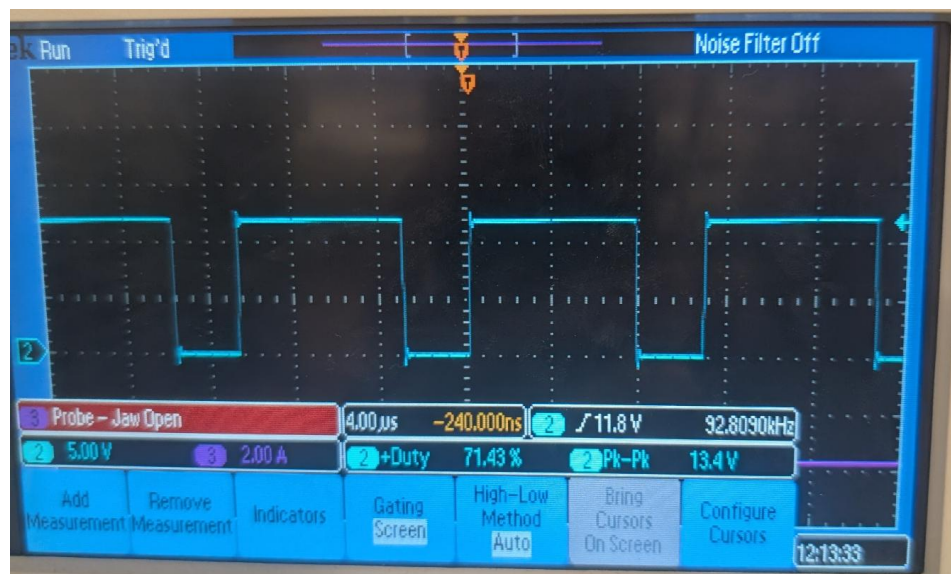 ek Run Trig'd Noise Filter Off
T
T
2
3 Probe – Jaw Open 4.00µs –240.000ns 2 ∫ 11.8 V 92.8090kHz
2 5.00 V 3 2.00 A 2 +Duty 71.43 % 2 Pk–Pk 13.4 V
Add Measurement
Remove Measurement
Indicators
Gating
Screen
High–Low Method
Auto
Bring Cursors On Screen
Configure Cursors
12:13:33